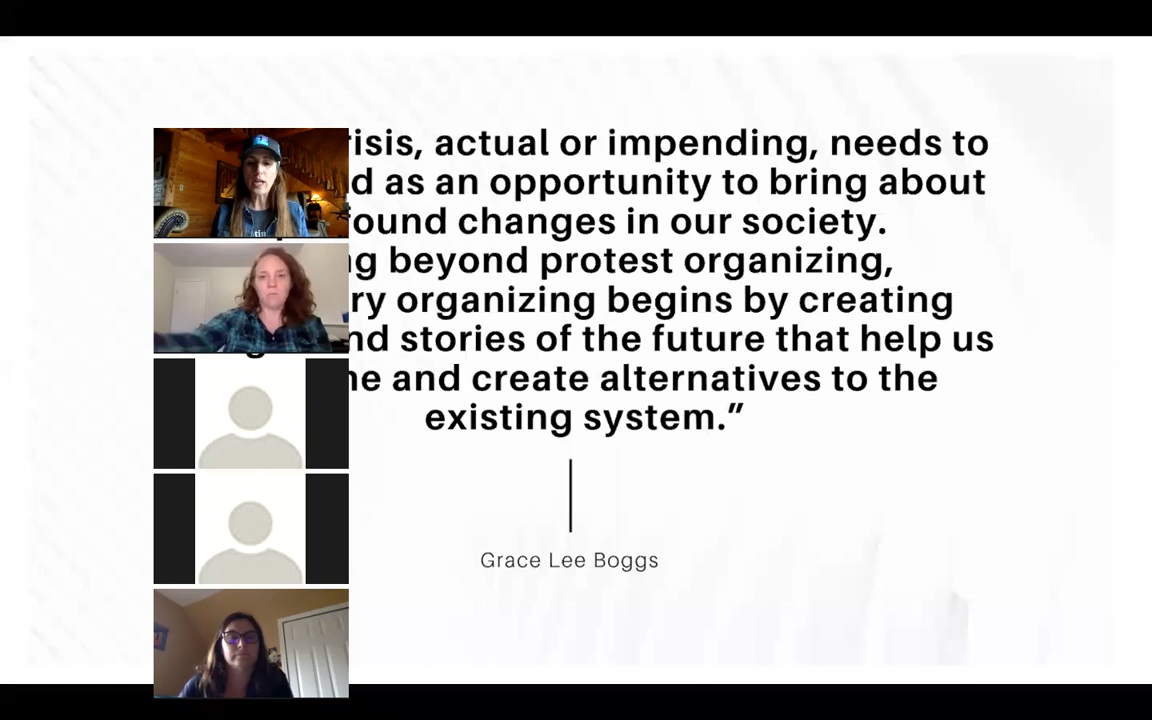 risis, actual or impending, needs to
d as an opportunity to bring about
found changes in our society.
g beyond protest organizing,
ry organizing begins by creating
nd stories of the future that help us
ne and create alternatives to the
existing system.”
Grace Lee Boggs